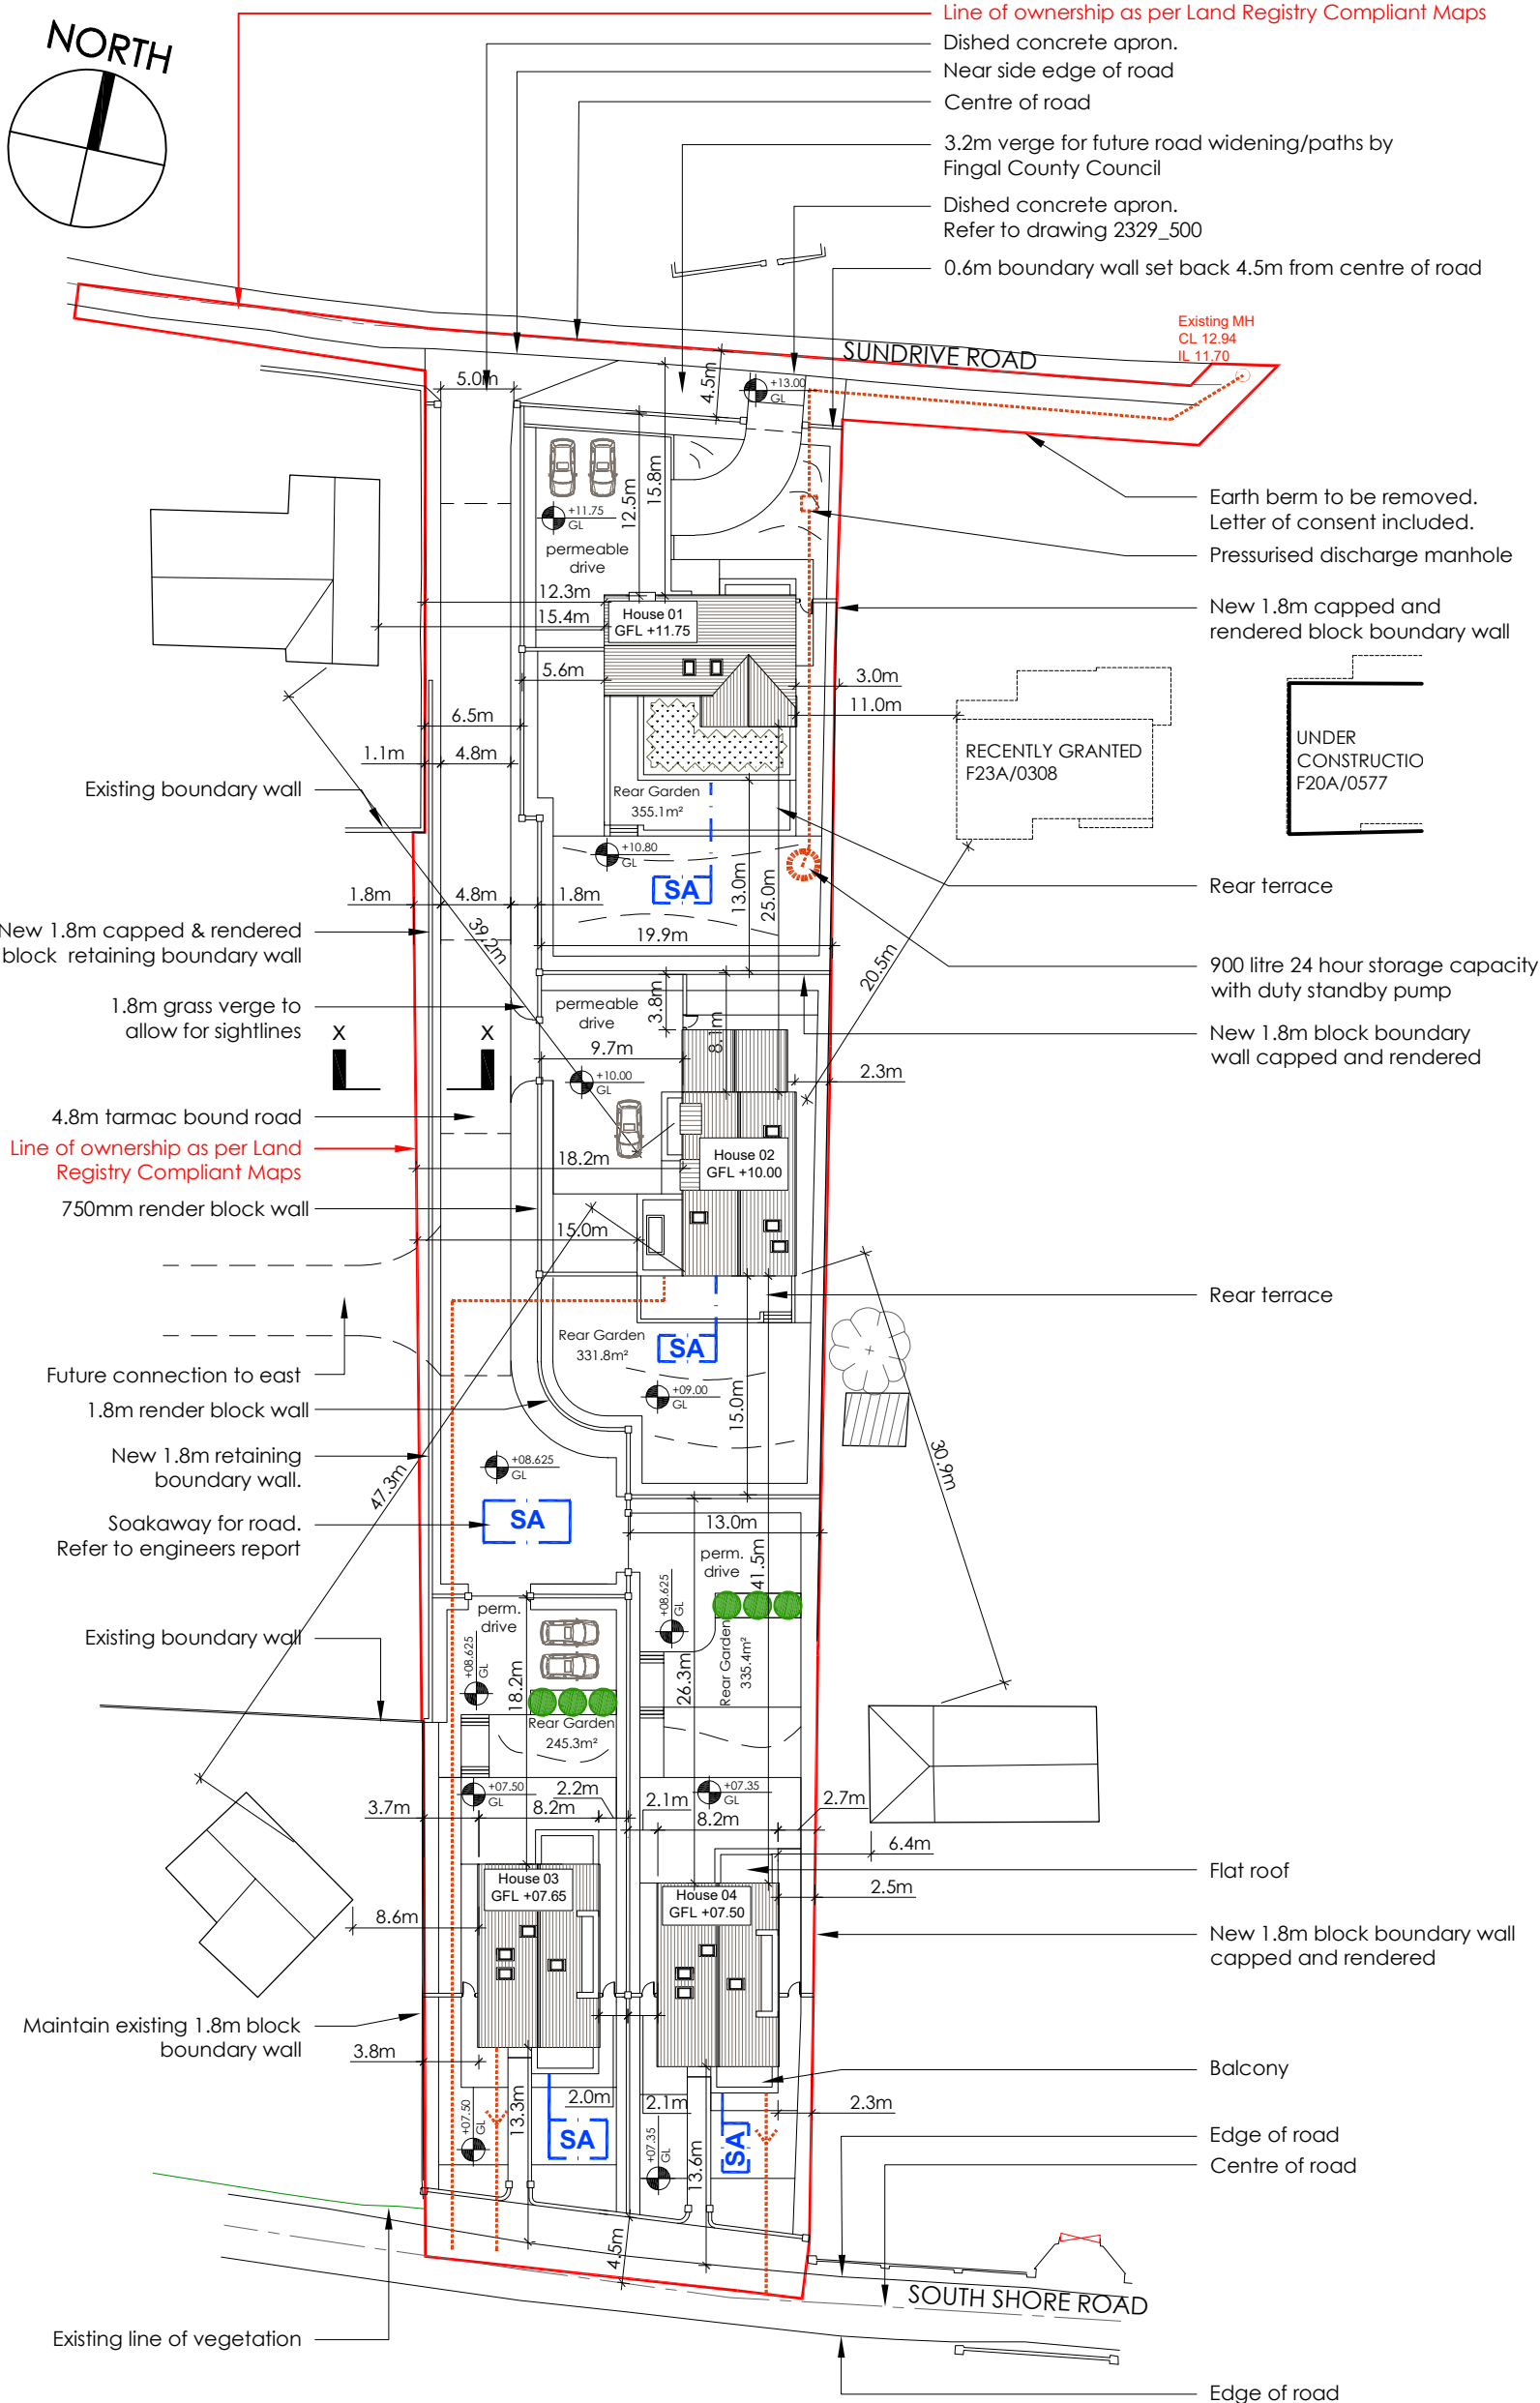 NORTH
Line of ownership as per Land Registry Compliant Maps
Dished concrete apron.
Near side edge of road
Centre of road
3.2m verge for future road widening/paths by
Fingal County Council
Dished concrete apron.
Refer to drawing 2329_500
0.6m boundary wall set back 4.5m from centre of road
Existing MH
CL 12.94
IL 11.70
SUNDRIVE ROAD
5.0m
4.5m
+13.00
GL
15.8m
12.5m
+11.75
GL
permeable
drive
Earth berm to be removed.
Letter of consent included.
Pressurised discharge manhole
12.3m
15.4m
House 01
GFL +11.75
New 1.8m capped and
rendered block boundary wall
5.6m
3.0m
11.0m
6.5m
1.1m
4.8m
RECENTLY GRANTED
F23A/0308
UNDER
CONSTRUCTIO
F20A/0577
Existing boundary wall
Rear Garden
355.1m²
+10.80
GL
SA
13.0m
25.0m
Rear terrace
1.8m
4.8m
1.8m
39.2m
19.9m
20.5m
New 1.8m capped & rendered
block retaining boundary wall
900 litre 24 hour storage capacity
with duty standby pump
1.8m grass verge to
allow for sightlines
permeable
drive
3.8m
8.1m
New 1.8m block boundary
wall capped and rendered
X
X
9.7m
+10.00
GL
2.3m
4.8m tarmac bound road
Line of ownership as per Land
Registry Compliant Maps
House 02
GFL +10.00
18.2m
750mm render block wall
15.0m
Rear terrace
Rear Garden
331.8m²
SA
Future connection to east
+09.00
GL
15.0m
1.8m render block wall
New 1.8m retaining
boundary wall.
+08.625
GL
47.3m
30.9m
Soakaway for road.
Refer to engineers report
SA
13.0m
perm.
drive
41.5m
+08.625
GL
perm.
drive
Existing boundary wall
+08.625
GL
18.2m
26.3m
Rear Garden
335.4m²
Rear Garden
245.3m²
+07.50
GL
+07.35
GL
2.2m
2.1m
2.7m
3.7m
8.2m
8.2m
6.4m
Flat roof
House 03
GFL +07.65
House 04
GFL +07.50
2.5m
8.6m
New 1.8m block boundary wall
capped and rendered
Maintain existing 1.8m block
boundary wall
3.8m
Balcony
2.0m
2.1m
2.3m
+07.50
GL
13.3m
SA
+07.35
GL
13.6m
SA
Edge of road
Centre of road
4.5m
SOUTH SHORE ROAD
Existing line of vegetation
Edge of road